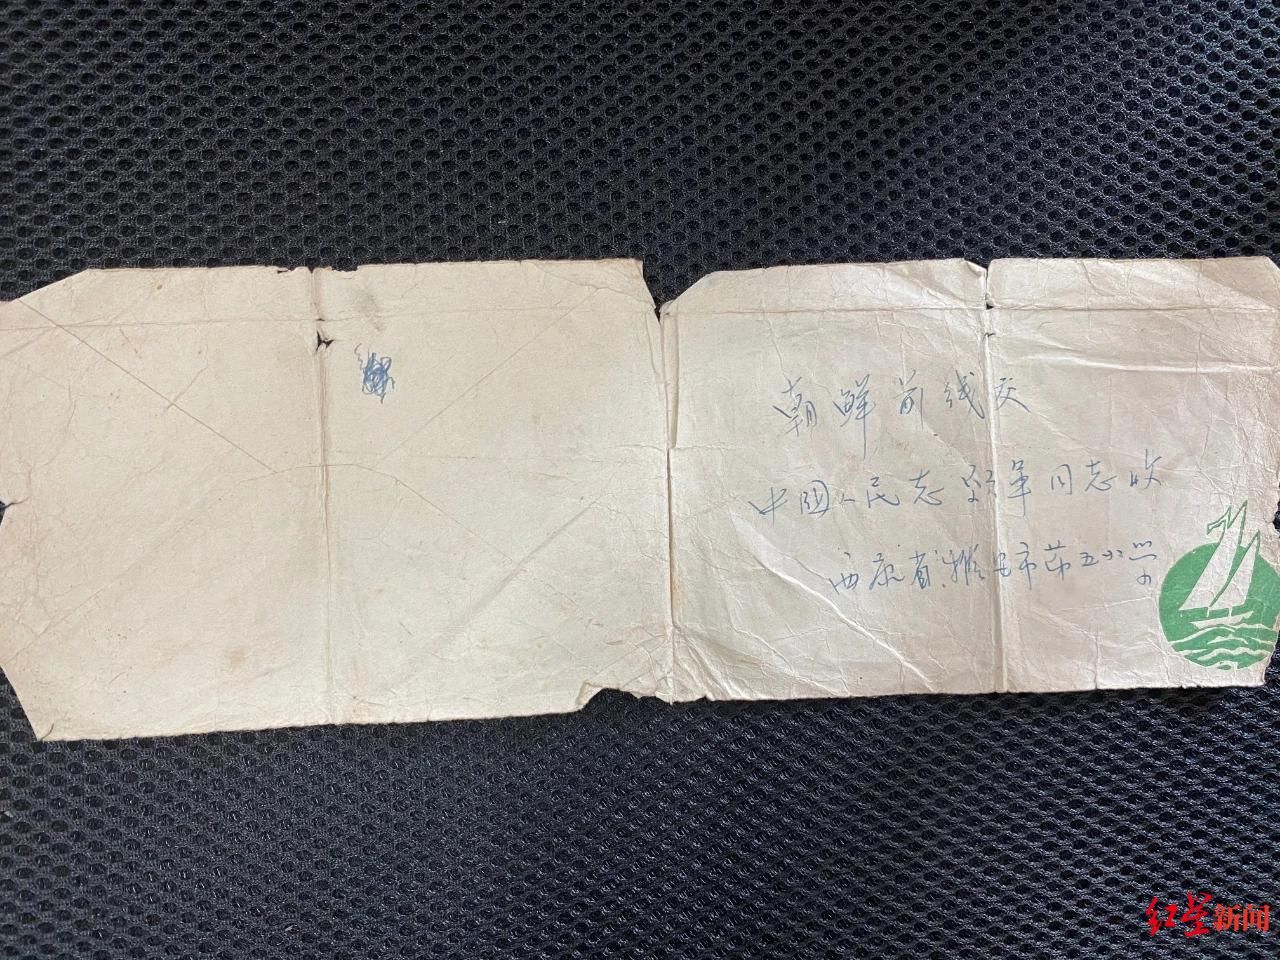 朝鲜前线交
中国人民志愿军同志收
西康省雅安市苐五小学
红星新闻